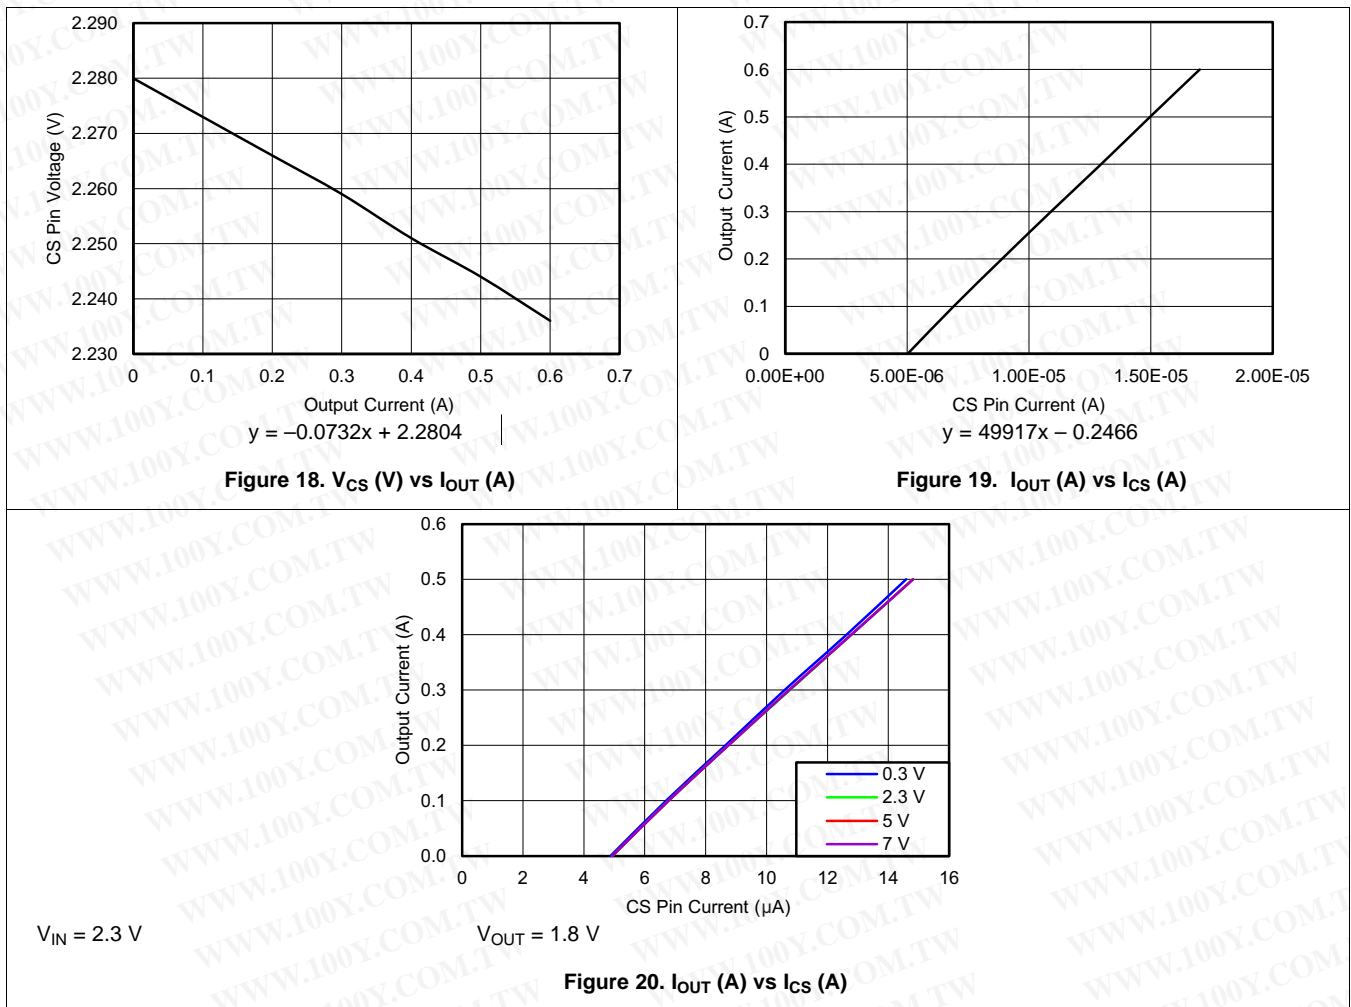 2.290
2.280
2.270
2.260
2.250
2.240
2.230
CS Pin Voltage (V)
0 0.1 0.2 0.3 0.4 0.5 0.6 0.7
Output Current (A)
y = –0.0732x + 2.2804
Figure 18. VCS (V) vs IOUT (A)
0.7
0.6
0.5
0.4
0.3
0.2
0.1
0
Output Current (A)
0.00E+00 5.00E-06 1.00E-05 1.50E-05 2.00E-05
CS Pin Current (A)
y = 49917x – 0.2466
Figure 19. IOUT (A) vs ICS (A)
0.6
0.5
0.4
0.3
0.2
0.1
0.0
Output Current (A)
0.3 V
2.3 V
5 V
7 V
0 2 4 6 8 10 12 14 16
CS Pin Current (µA)
VIN = 2.3 V VOUT = 1.8 V
Figure 20. IOUT (A) vs ICS (A)
WWW.100Y.COM.TW